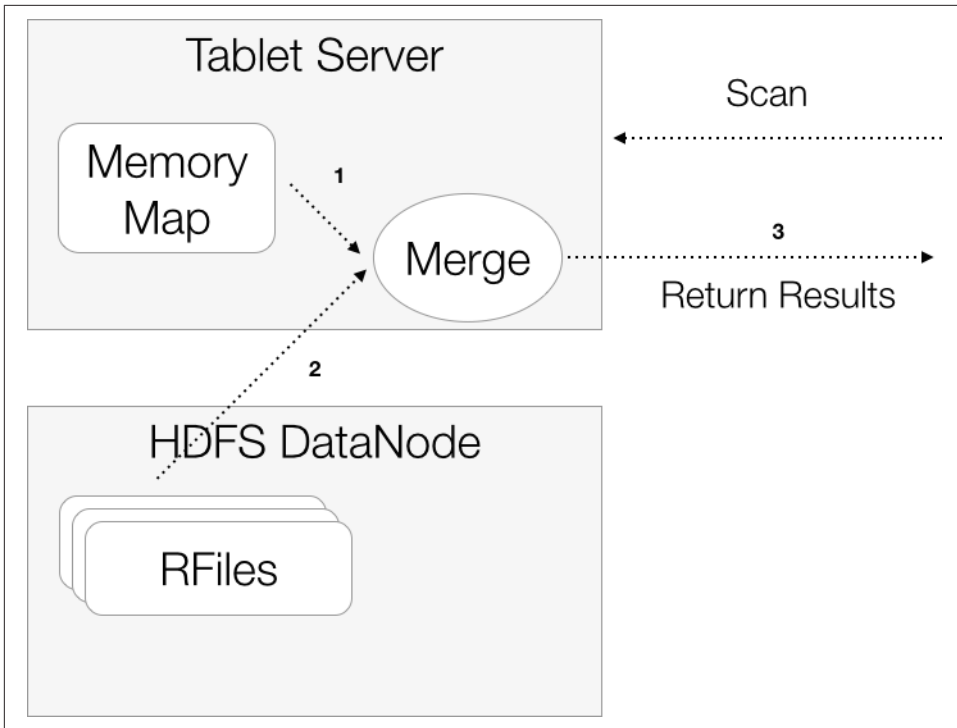 Tablet Server
Scan
Memory
Map
1
Merge
3
Return Results
2
HDFS DataNode
RFiles